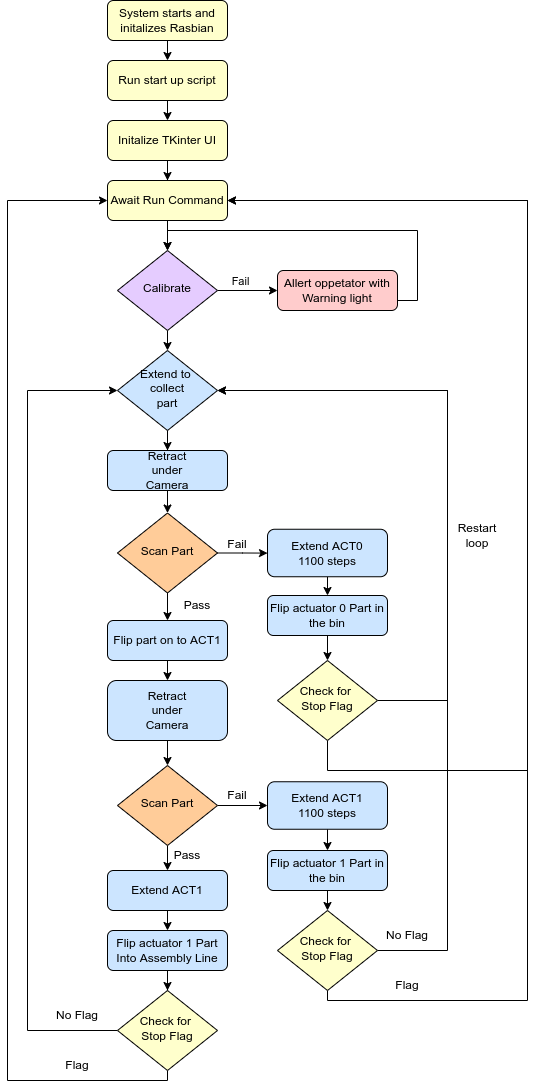 System starts and
initalizes Rasbian
Run start up script
Initalize TKinter UI
Await Run Command
Calibrate
Fail
Allert oppetator with
Warning light
Extend to
collect
part
Retract
under
Camera
Scan Part
Fail
Extend ACT0
1100 steps
Restart
loop
Pass
Flip actuator 0 Part in
the bin
Flip part on to ACT1
Retract
under
Camera
Check for
Stop Flag
Scan Part
Fail
Extend ACT1
1100 steps
Pass
Flip actuator 1 Part in
the bin
Extend ACT1
Flip actuator 1 Part
Into Assembly Line
Check for
Stop Flag
No Flag
Flag
No Flag
Check for
Stop Flag
Flag